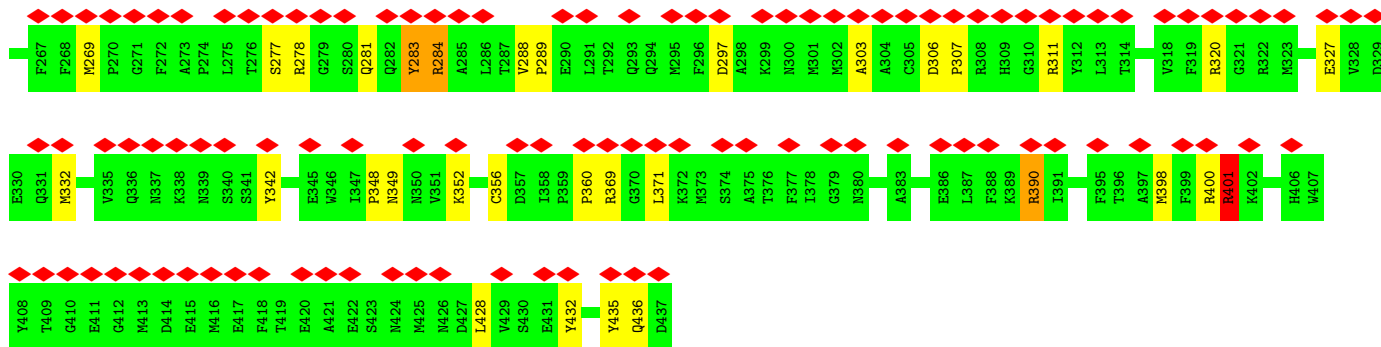 F267 F268 M269 P270 G271 F272 A273 P274 L275 T276 S277 R278 G279 S280 Q281 Q282 Y283 R284 A285 L286 T287 V288 P289 E290 L291 T292 Q293 Q294 M295 F296 D297 A298 K299 N300 M301 M302 A303 A304 C305 D306 P307 R308 H309 G310 R311 Y312 L313 T314 V318 F319 R320 G321 R322 M323 E327 V328 D329
E330 Q331 M332 V335 Q336 N337 K338 N339 S340 S341 Y342 E345 W346 I347 P348 N349 N350 V351 K352 C356 D357 I358 P359 P360 R369 G370 L371 K372 M373 S374 A375 T376 F377 I378 G379 N380 A383 E386 L387 F388 K389 R390 I391 F395 T396 A397 M398 F399 R400 R401 K402 H406 W407
Y408 T409 G410 E411 G412 M413 D414 E415 M416 E417 F418 T419 E420 A421 E422 S423 N424 M425 N426 D427 L428 V429 S430 E431 Y432 Y435 Q436 D437